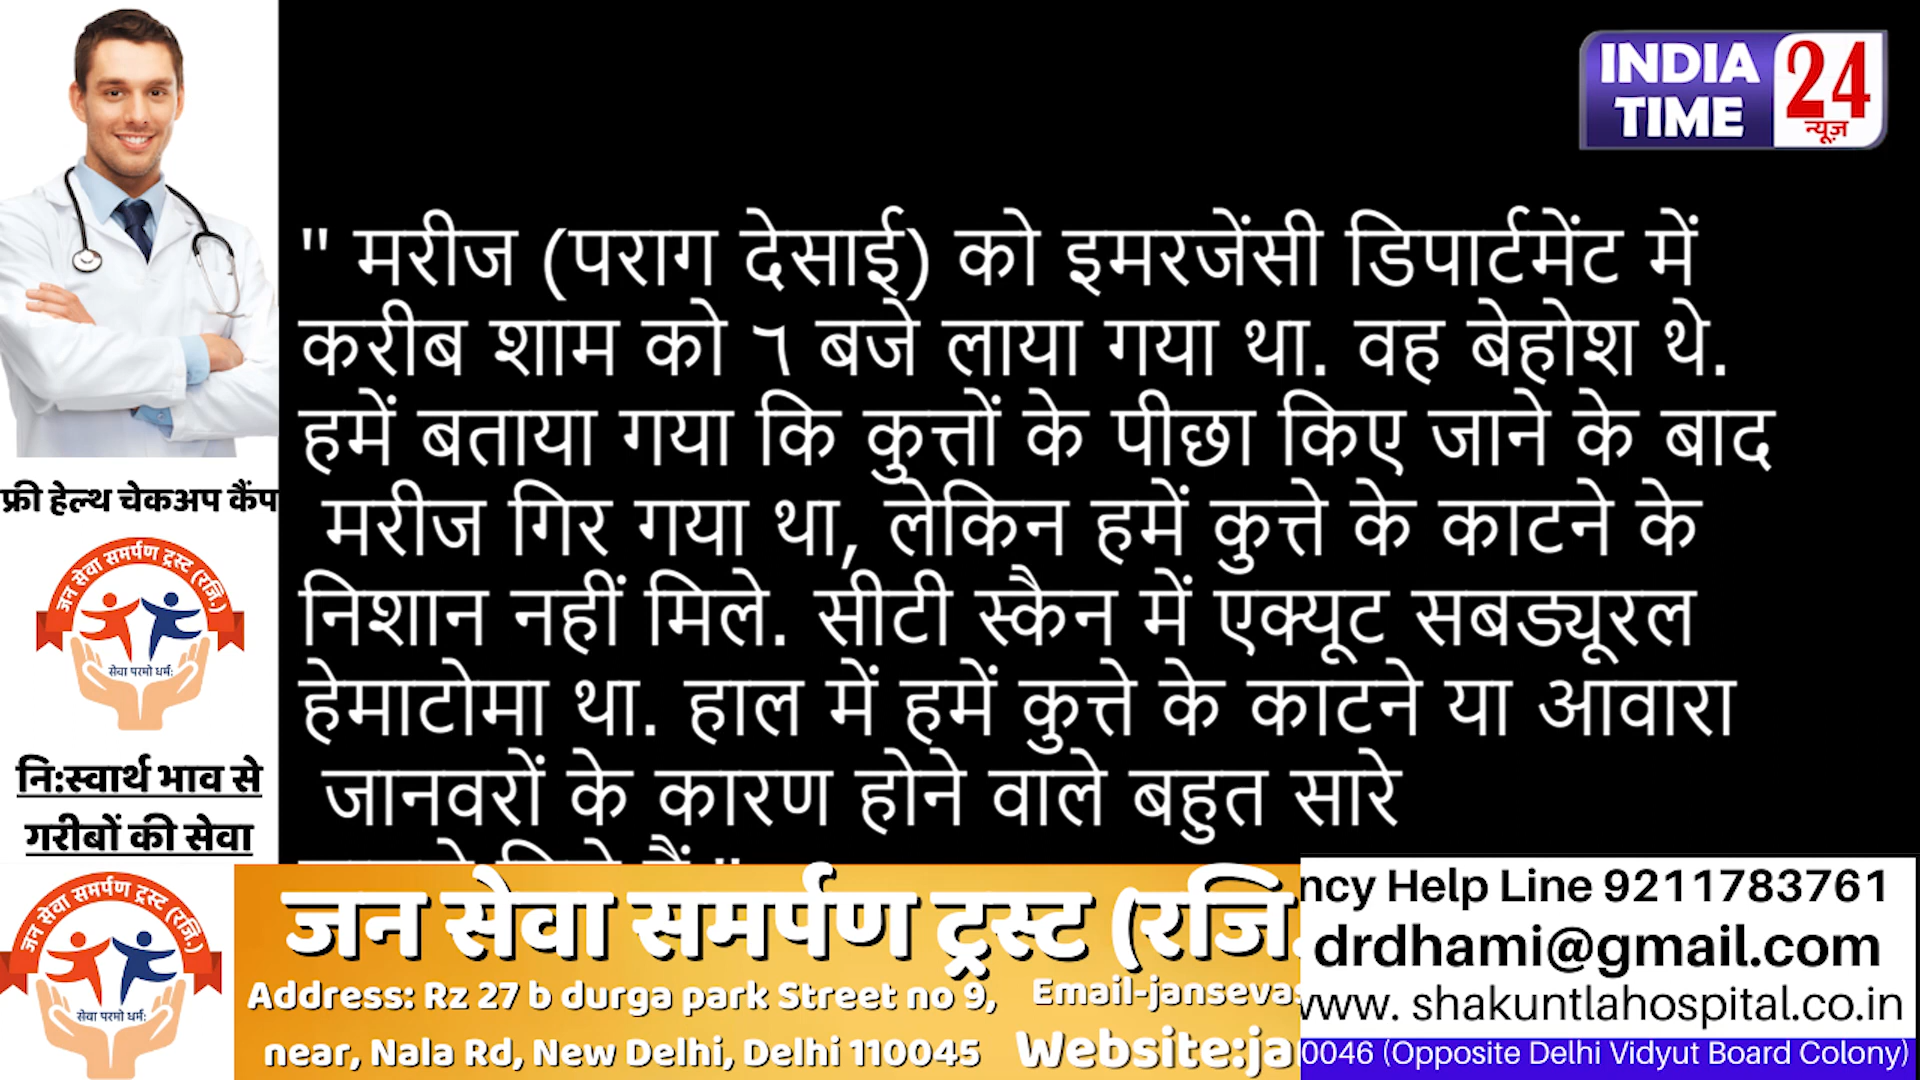 INDIA
TIME
24
न्यूज़
" मरीज (पराग देसाई) को इमरजेंसी डिपार्टमेंट में
करीब शाम को ٦ बजे लाया गया था. वह बेहोश थे.
हमें बताया गया कि कुत्तों के पीछा किए जाने के बाद
मरीज गिर गया था, लेकिन हमें कुत्ते के काटने के
निशान नहीं मिले. सीटी स्कैन में एक्यूट सबड्यूरल
हेमाटोमा था. हाल में हमें कुत्ते के काटने या आवारा
जानवरों के कारण होने वाले बहुत सारे
फ्री हेल्थ चेकअप कैंप
जन सेवा समर्पण ट्रस्ट (रजि.)
सेवा परमो धर्म:
नि:स्वार्थ भाव से
गरीबों की सेवा
जन सेवा समर्पण ट्रस्ट (रजि.)
सेवा परमो धर्म:
जन सेवा समर्पण ट्रस्ट (रजि.
Address: Rz 27 b durga park Street no 9,
near, Nala Rd, New Delhi, Delhi 110045
Email-jansevas
Website:ja
ncy Help Line 9211783761
drdhami@gmail.com
www. shakuntlahospital.co.in
0046 (Opposite Delhi Vidyut Board Colony)